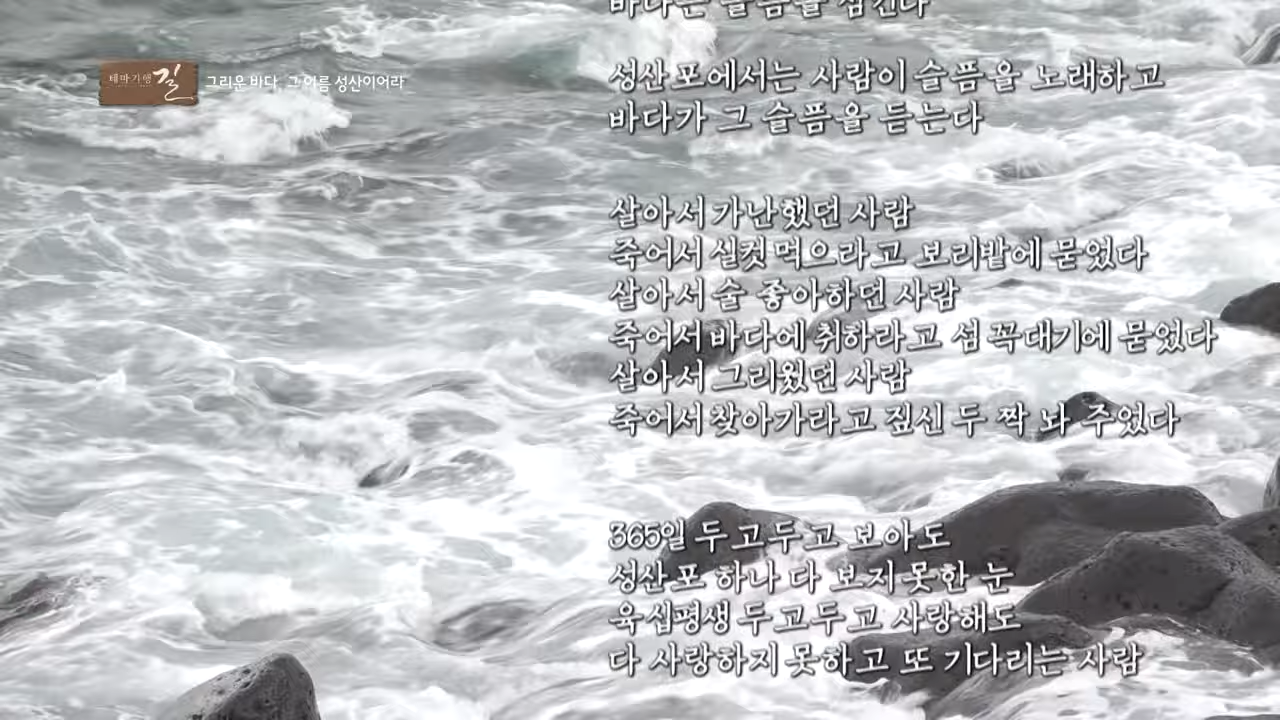 바다는 슬픔을 삼킨다
테마기행 길 그리운 바다, 그 이름 성산이어라
성산포에서는 사람이 슬픔을 노래하고
바다가 그 슬픔을 듣는다
살아서 가난했던 사람
죽어서 실컷 먹으라고 보리밭에 묻었다
살아서 술 좋아하던 사람
죽어서 바다에 취하라고 섬 꼭대기에 묻었다
살아서 그리웠던 사람
죽어서 찾아가라고 짚신 두 짝 놔 주었다
365일 두고두고 보아도
성산포 하나 다 보지 못한 눈
육십평생 두고두고 사랑해도
다 사랑하지 못하고 또 기다리는 사람